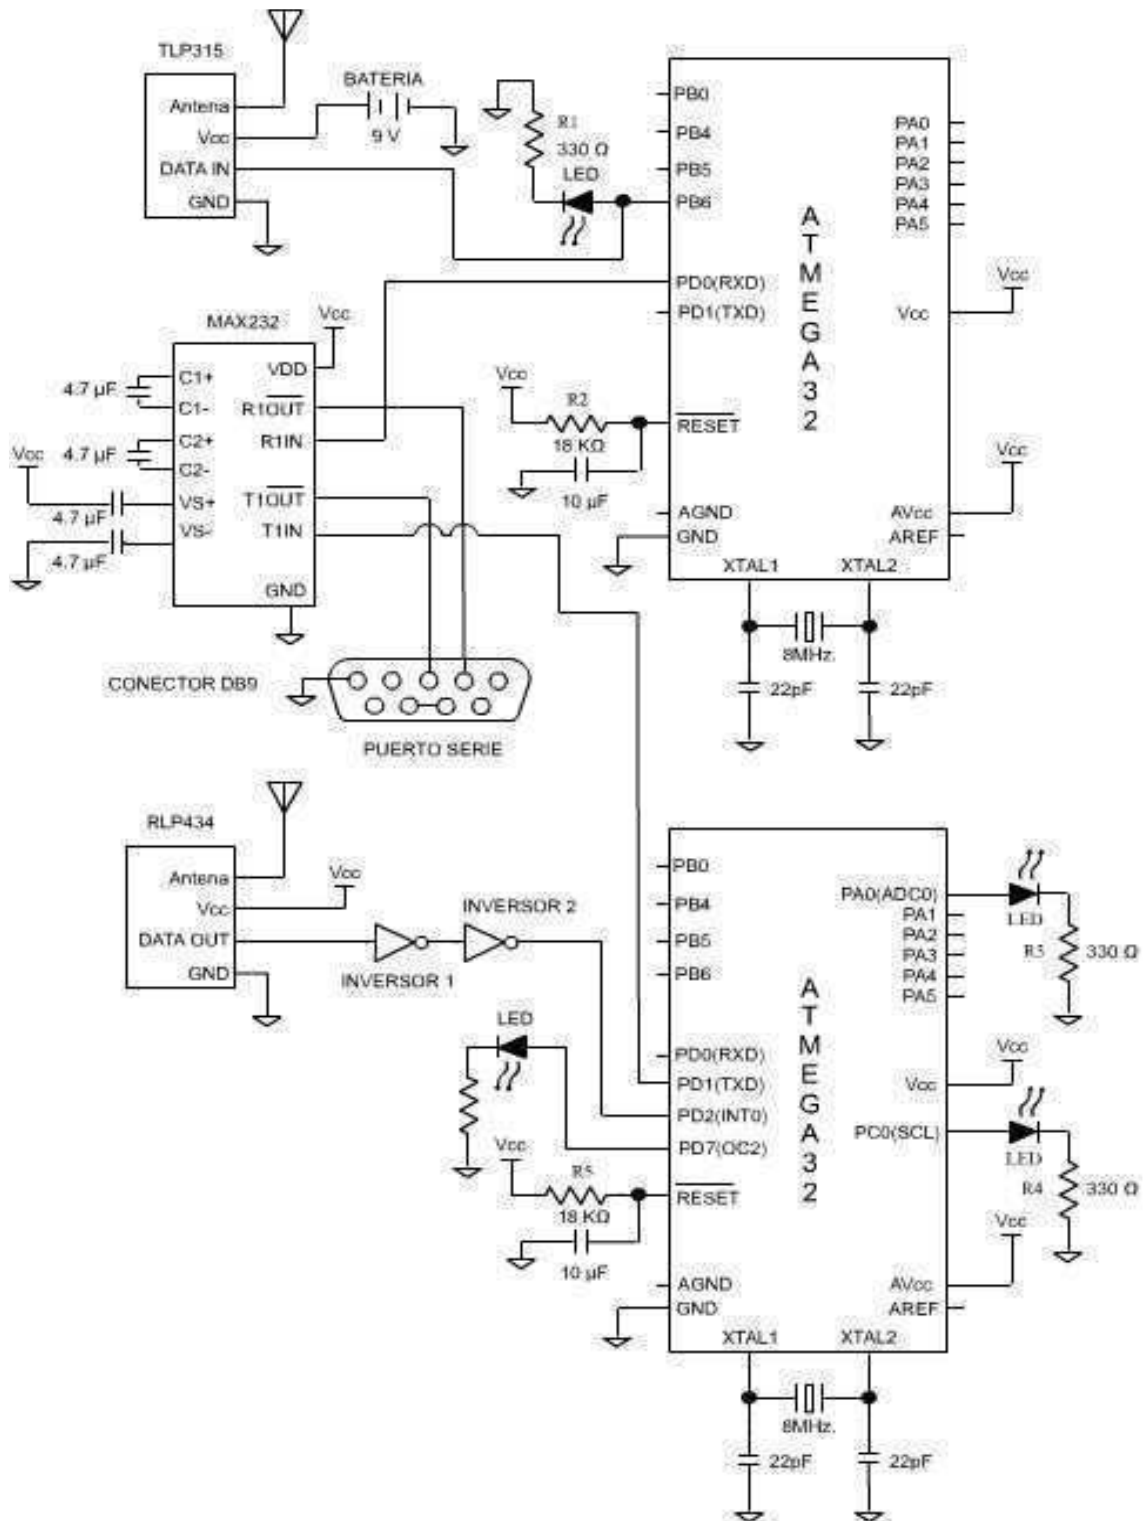 TLP315
Antena
Vcc
DATA IN
GND
BATERIA
9 V
R1
330 Ω
LED
PB0
PB4
PB5
PB6
PD0(RXD)
PD1(TXD)
RESET
AGND
GND
XTAL1
XTAL2
ATMEGA32
PA0
PA1
PA2
PA3
PA4
PA5
Vcc
Vcc
AVcc
Vcc
AREF
MAX232
Vcc
C1+
C1-
C2+
C2-
VS+
VS-
VDD
R1OUT
R1IN
T1OUT
T1IN
GND
4.7 µF
4.7 µF
Vcc
4.7 µF
4.7 µF
Vcc
R2
18 KΩ
10 µF
8MHz.
22pF
22pF
CONECTOR DB9
PUERTO SERIE
RLP434
Antena
Vcc
DATA OUT
GND
Vcc
INVERSOR 1
INVERSOR 2
LED
Vcc
R5
18 KΩ
10 µF
PB0
PB4
PB5
PB6
PD0(RXD)
PD1(TXD)
PD2(INT0)
PD7(OC2)
RESET
AGND
GND
XTAL1
XTAL2
ATMEGA32
PA0(ADC0)
PA1
PA2
PA3
PA4
PA5
Vcc
PC0(SCL)
AVcc
AREF
LED
R3
330 Ω
Vcc
LED
R4
330 Ω
Vcc
8MHz.
22pF
22pF